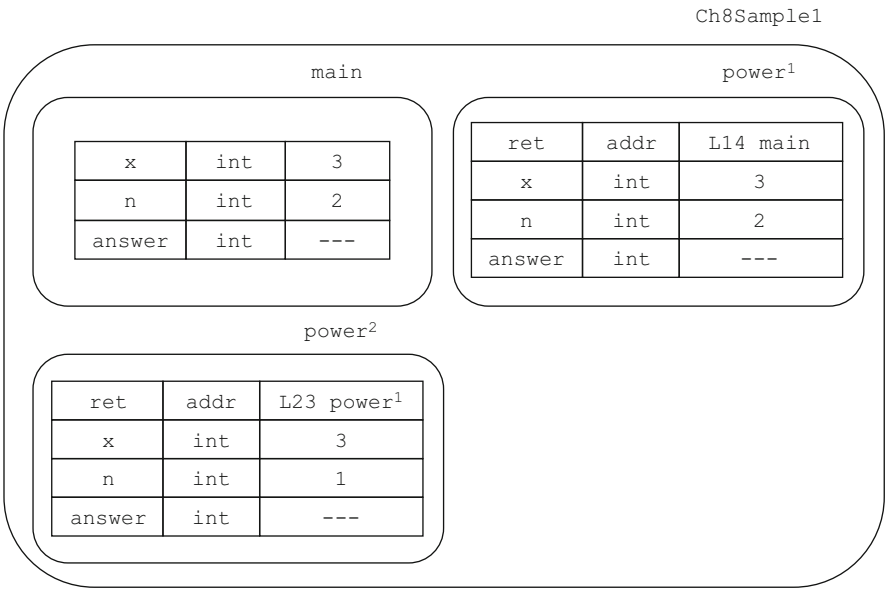 Ch8Sample1
main
x int 3
n int 2
answer int ---
power¹
ret addr L14 main
x int 3
n int 2
answer int ---
power²
ret addr L23 power¹
x int 3
n int 1
answer int ---